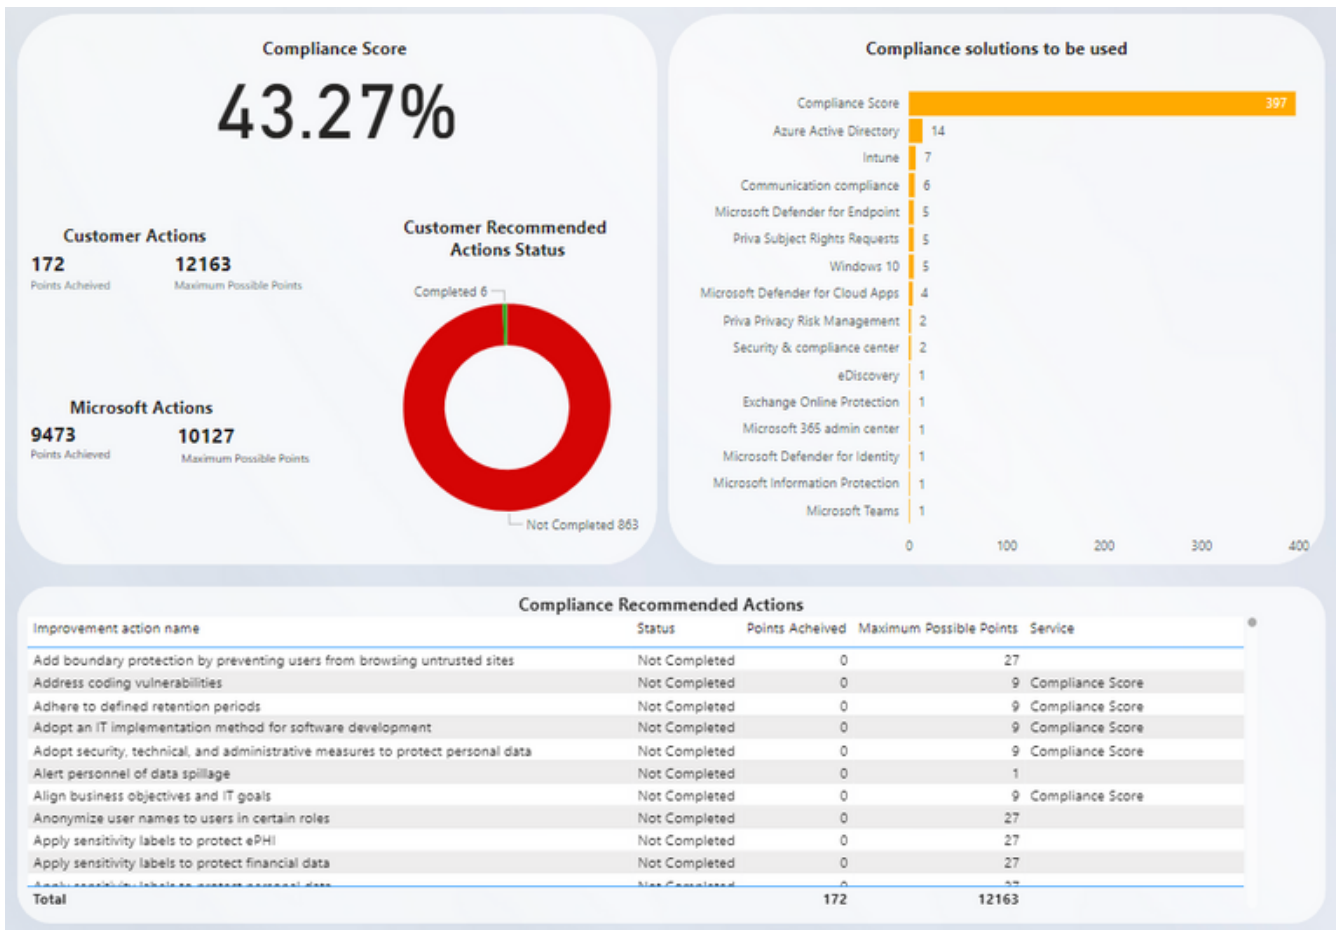 Compliance Score
43.27%
Customer Actions
172 12163
Points Acheived Maximum Possible Points
Customer Recommended
Actions Status
Completed 6
Not Completed 863
Microsoft Actions
9473 10127
Points Achieved Maximum Possible Points
Compliance solutions to be used
Compliance Score 397
Azure Active Directory 14
Intune 7
Communication compliance 6
Microsoft Defender for Endpoint 5
Priva Subject Rights Requests 5
Windows 10 5
Microsoft Defender for Cloud Apps 4
Priva Privacy Risk Management 2
Security & compliance center 2
eDiscovery 1
Exchange Online Protection 1
Microsoft 365 admin center 1
Microsoft Defender for Identity 1
Microsoft Information Protection 1
Microsoft Teams 1
0 100 200 300 400
Compliance Recommended Actions
Improvement action name Status Points Acheived Maximum Possible Points Service
Add boundary protection by preventing users from browsing untrusted sites Not Completed 0 27
Address coding vulnerabilities Not Completed 0 9 Compliance Score
Adhere to defined retention periods Not Completed 0 9 Compliance Score
Adopt an IT implementation method for software development Not Completed 0 9 Compliance Score
Adopt security, technical, and administrative measures to protect personal data Not Completed 0 9 Compliance Score
Alert personnel of data spillage Not Completed 0 1
Align business objectives and IT goals Not Completed 0 9 Compliance Score
Anonymize user names to users in certain roles Not Completed 0 27
Apply sensitivity labels to protect ePHI Not Completed 0 27
Apply sensitivity labels to protect financial data Not Completed 0 27
Apply sensitivity labels to protect personal data Not Completed 0 27
Total 172 12163